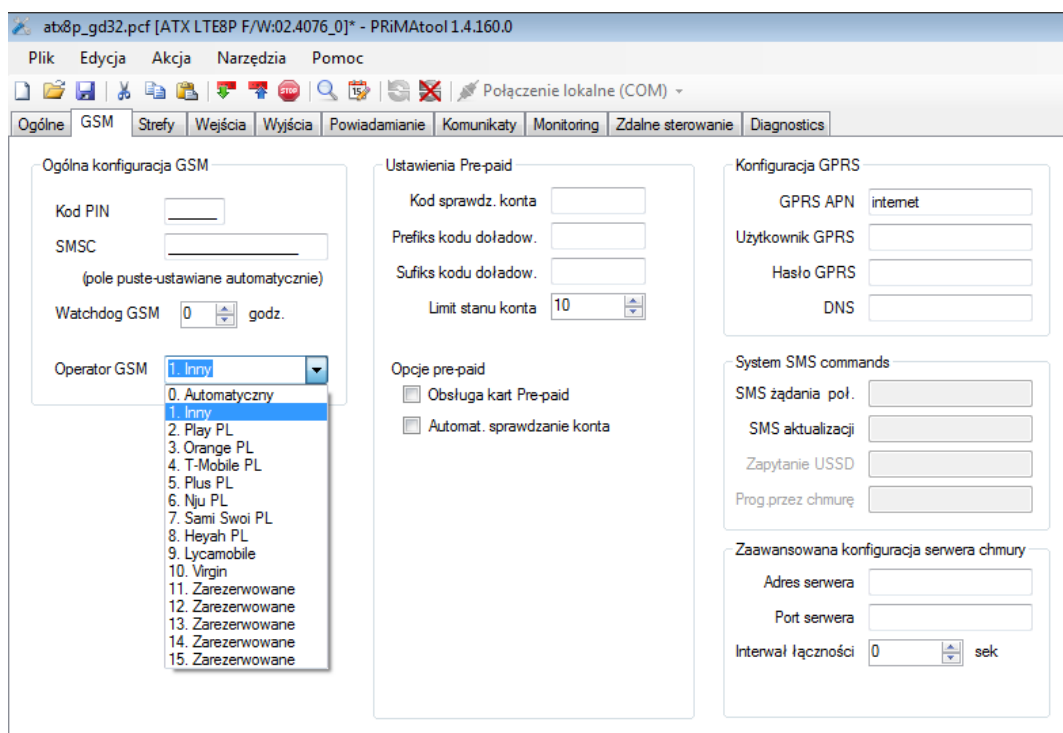 atx8p_gd32.pcf [ATX LTE8P F/W:02.4076_0]* - PRiMAtool 1.4.160.0
Plik Edycja Akcja Narzędzia Pomoc
STOP 15 Połączenie lokalne (COM)
Ogólne GSM Strefy Wejścia Wyjścia Powiadamianie Komunikaty Monitoring Zdalne sterowanie Diagnostics
Ogólna konfiguracja GSM
Kod PIN
SMSC
(pole puste-ustawiane automatycznie)
Watchdog GSM 0 godz.
Operator GSM 1. Inny
0. Automatyczny
1. Inny
2. Play PL
3. Orange PL
4. T-Mobile PL
5. Plus PL
6. Nju PL
7. Sami Swoi PL
8. Heyah PL
9. Lycamobile
10. Virgin
11. Zarezerwowane
12. Zarezerwowane
13. Zarezerwowane
14. Zarezerwowane
15. Zarezerwowane
Ustawienia Pre-paid
Kod sprawdz. konta
Prefiks kodu doładow.
Sufiks kodu doładow.
Limit stanu konta 10
Opcje pre-paid
Obsługa kart Pre-paid
Automat. sprawdzanie konta
Konfiguracja GPRS
GPRS APN internet
Użytkownik GPRS
Hasło GPRS
DNS
System SMS commands
SMS żądania poł.
SMS aktualizacji
Zapytanie USSD
Prog.przez chmurę
Zaawansowana konfiguracja serwera chmury
Adres serwera
Port serwera
Interwał łączności 0 sek